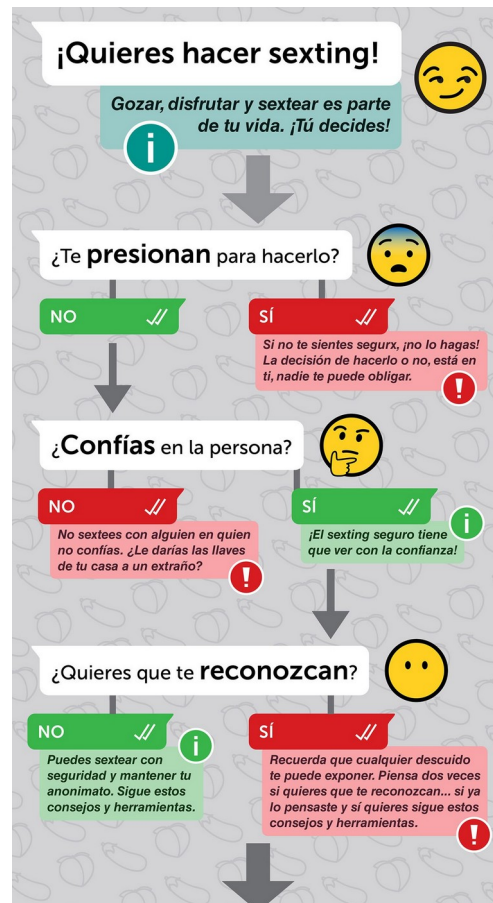 ¡Quieres hacer sexting!
Gozar, disfrutar y sextear es parte
de tu vida. ¡Tú decides!
i
¿Te presionan para hacerlo?
NO
SÍ
Si no te sientes segurx, ¡no lo hagas!
La decisión de hacerlo o no, está en
ti, nadie te puede obligar.
!
¿Confías en la persona?
NO
No sextees con alguien en quien
no confías. ¿Le darías las llaves
de tu casa a un extraño?
!
SÍ
i
¡El sexting seguro tiene
que ver con la confianza!
¿Quieres que te reconozcan?
NO
i
Puedes sextear con
seguridad y mantener tu
anonimato. Sigue estos
consejos y herramientas.
SÍ
Recuerda que cualquier descuido
te puede exponer. Piensa dos veces
si quieres que te reconozcan... si ya
lo pensaste y sí quieres sigue estos
consejos y herramientas.
!